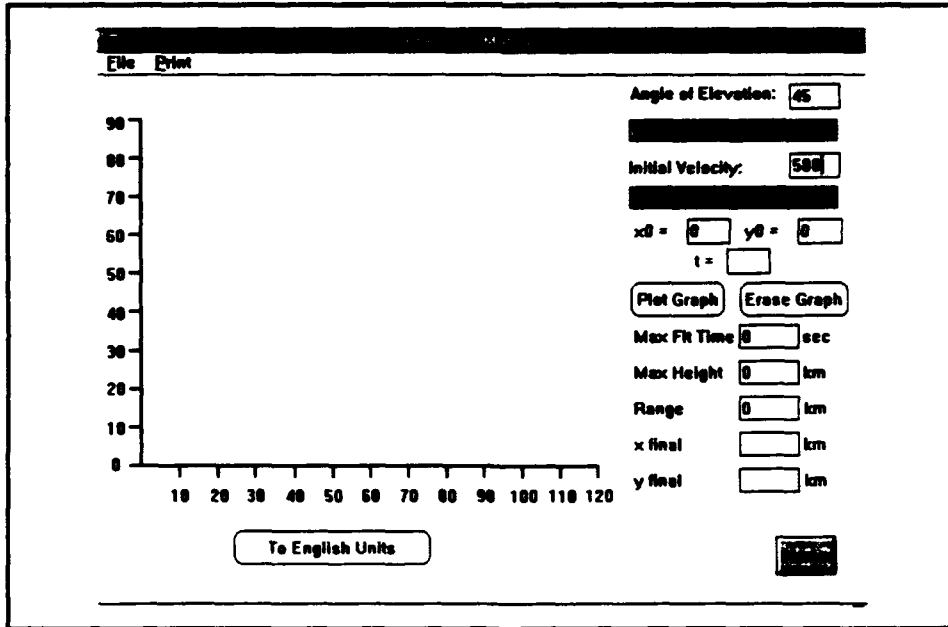 File Print
Angle of Elevation: 45
90
80
Initial Velocity: 500
70
60
x0 = 0 y0 = 0
t =
50
Plot Graph Erase Graph
40
Max Flt Time 0 sec
30
Max Height 0 km
20
Range 0 km
10
x final km
0
y final km
10 20 30 40 50 60 70 80 90 100 110 120
To English Units